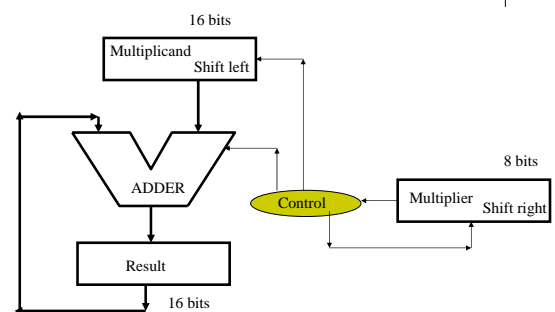 16 bits
Multiplicand
Shift left
8 bits
ADDER
Control
Multiplier
Shift right
Result
16 bits